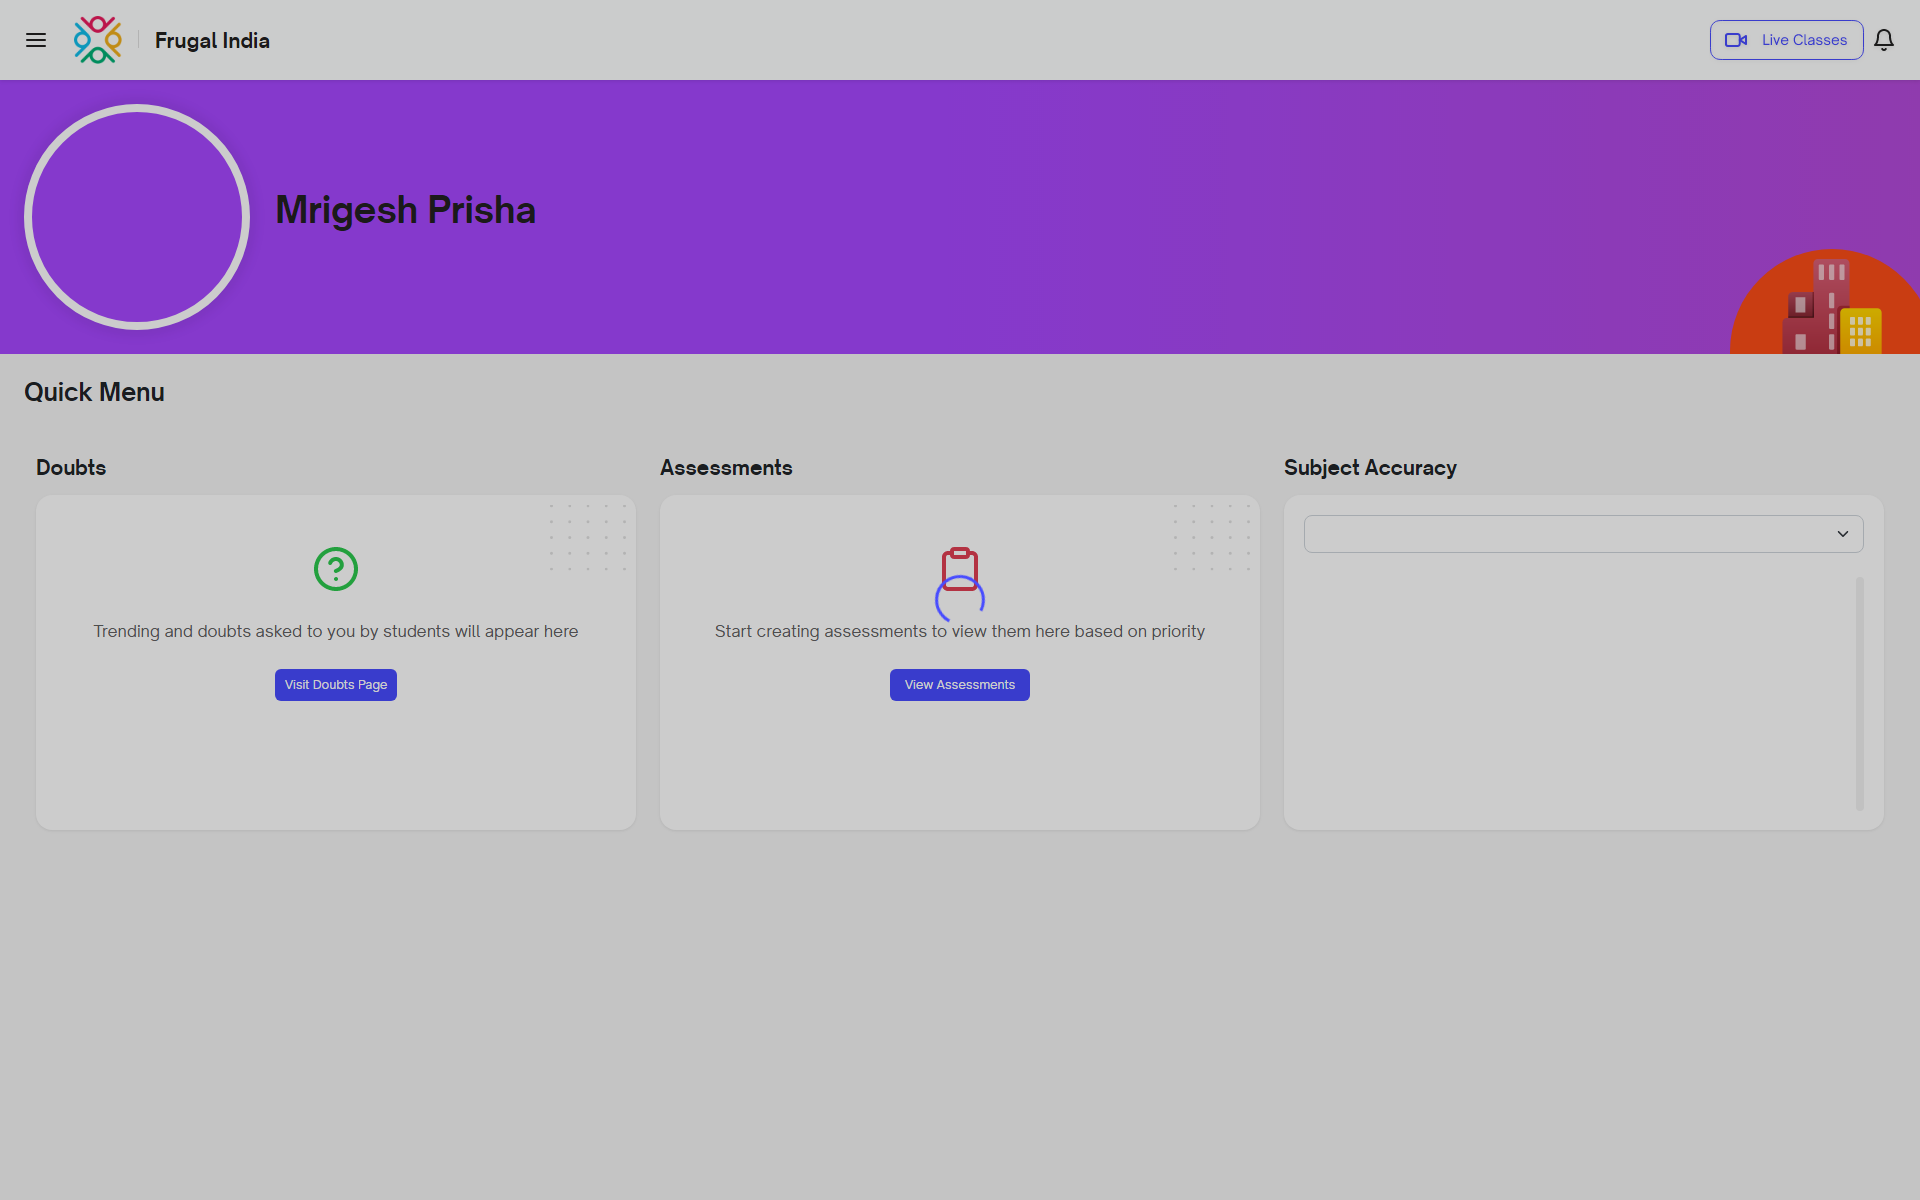 Frugal India
Live Classes
Mrigesh Prisha
Quick Menu
Doubts
Trending and doubts asked to you by students will appear here
Visit Doubts Page
Assessments
Start creating assessments to view them here based on priority
View Assessments
Subject Accuracy